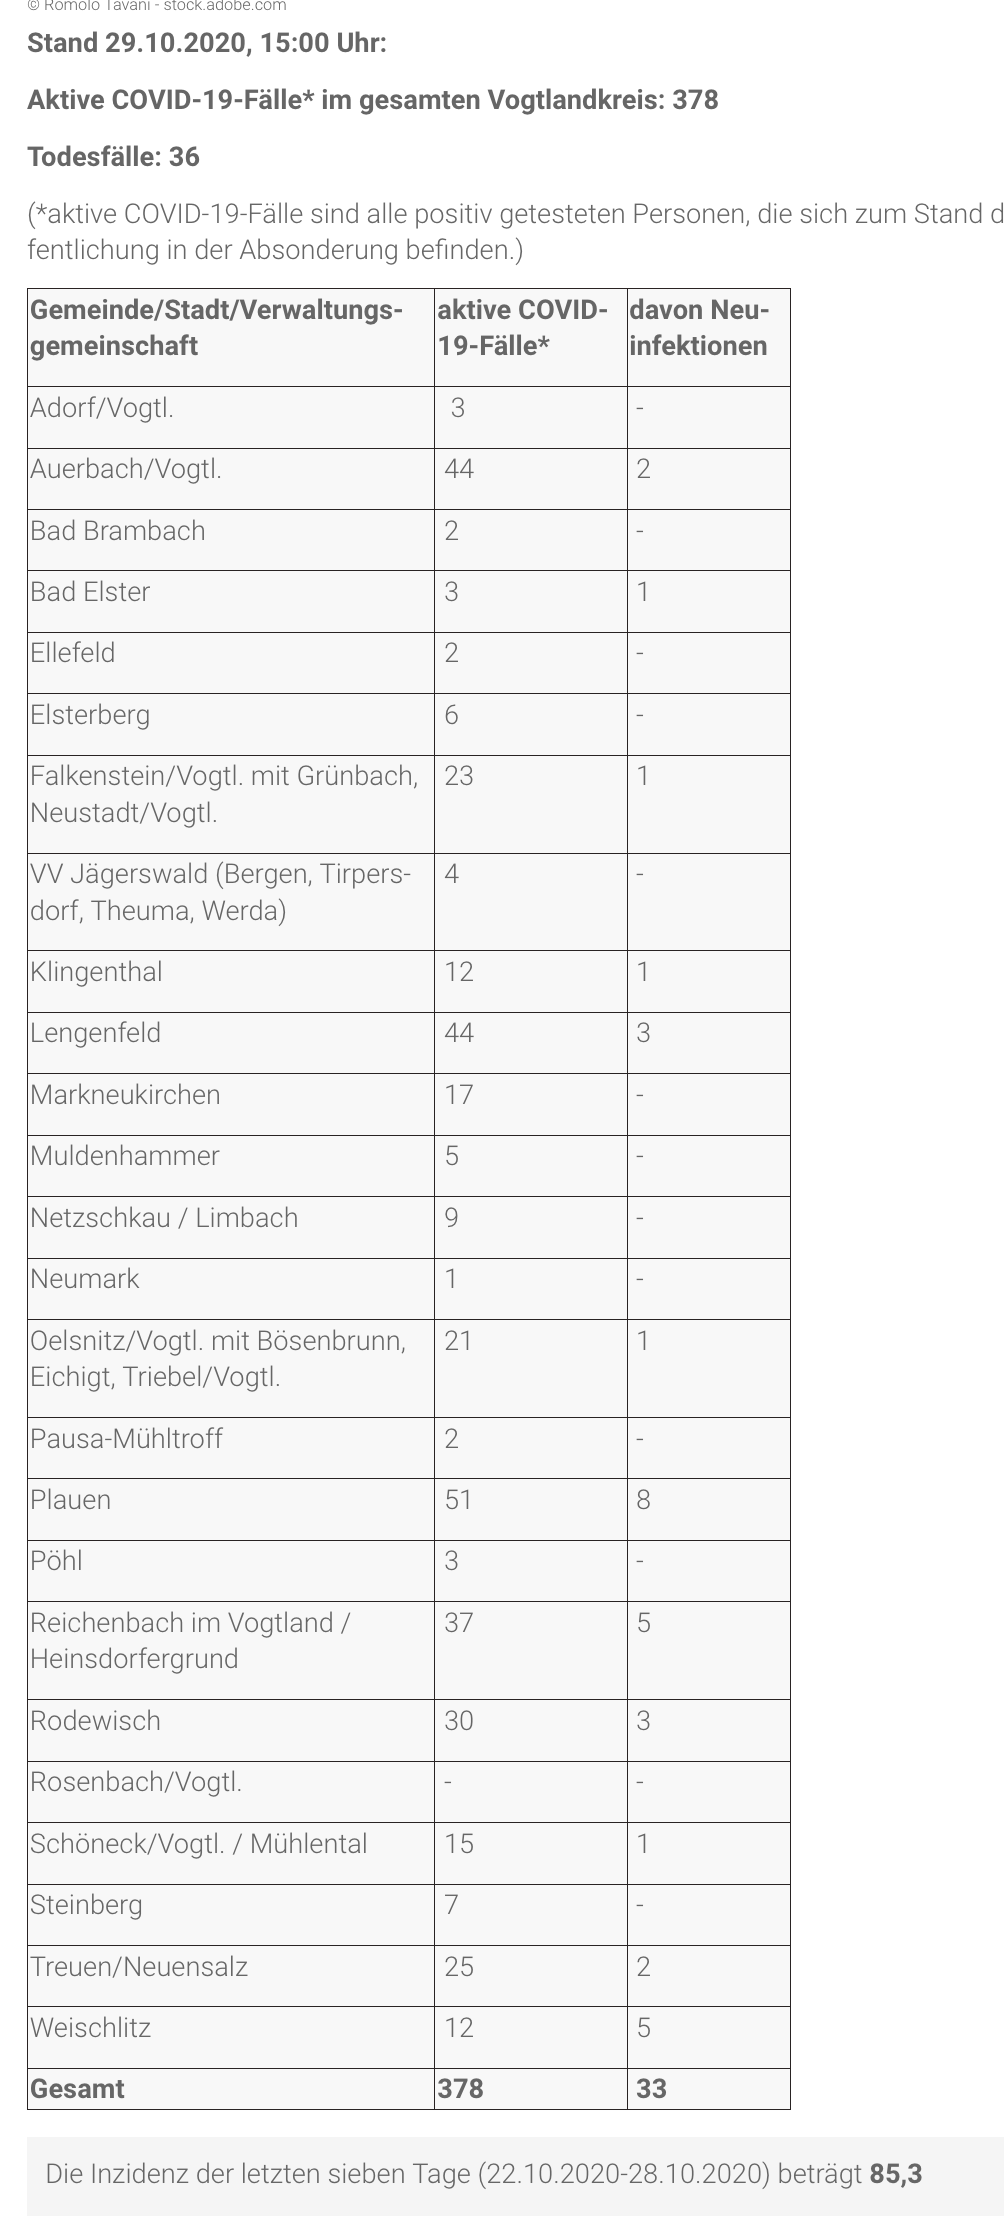 © Romolo Tavani - stock.adobe.com
Stand 29.10.2020, 15:00 Uhr:
Aktive COVID-19-Fälle* im gesamten Vogtlandkreis: 378
Todesfälle: 36
(*aktive COVID-19-Fälle sind alle positiv getesteten Personen, die sich zum Stand d
fentlichung in der Absonderung befinden.)
Gemeinde/Stadt/Verwaltungs- aktive COVID- davon Neu-
gemeinschaft 19-Fälle* infektionen
Adorf/Vogtl. 3 -
Auerbach/Vogtl. 44 2
Bad Brambach 2 -
Bad Elster 3 1
Ellefeld 2 -
Elsterberg 6 -
Falkenstein/Vogtl. mit Grünbach, 23 1
Neustadt/Vogtl.
VV Jägerswald (Bergen, Tirpers- 4 -
dorf, Theuma, Werda)
Klingenthal 12 1
Lengenfeld 44 3
Markneukirchen 17 -
Muldenhammer 5 -
Netzschkau / Limbach 9 -
Neumark 1 -
Oelsnitz/Vogtl. mit Bösenbrunn, 21 1
Eichigt, Triebel/Vogtl.
Pausa-Mühltroff 2 -
Plauen 51 8
Pöhl 3 -
Reichenbach im Vogtland / 37 5
Heinsdorfergrund
Rodewisch 30 3
Rosenbach/Vogtl. - -
Schöneck/Vogtl. / Mühlental 15 1
Steinberg 7 -
Treuen/Neuensalz 25 2
Weischlitz 12 5
Gesamt 378 33
Die Inzidenz der letzten sieben Tage (22.10.2020-28.10.2020) beträgt 85,3